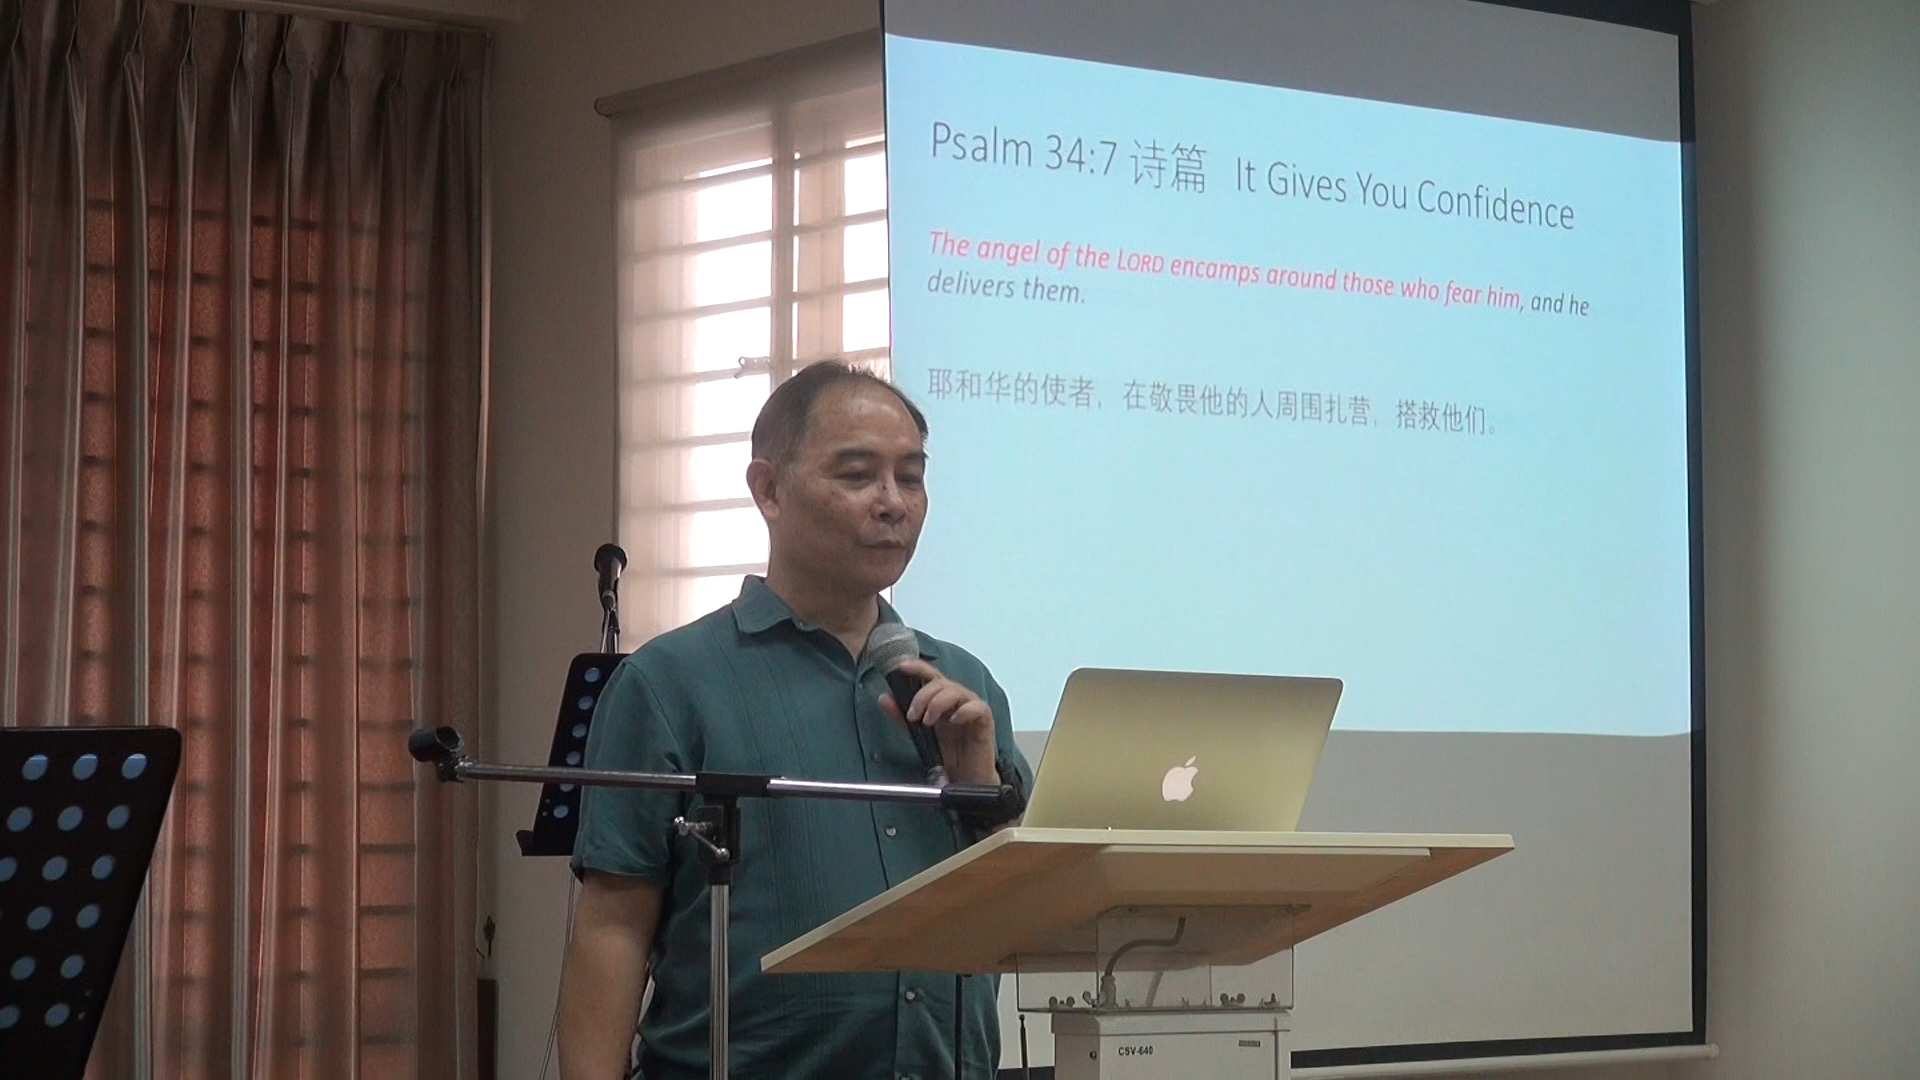 Psalm 34:7 诗篇 It Gives You Confidence
The angel of the LORD encamps around those who fear him, and he
delivers them.
耶和华的使者，在敬畏他的人周围扎营，搭救他们。
CSV-640